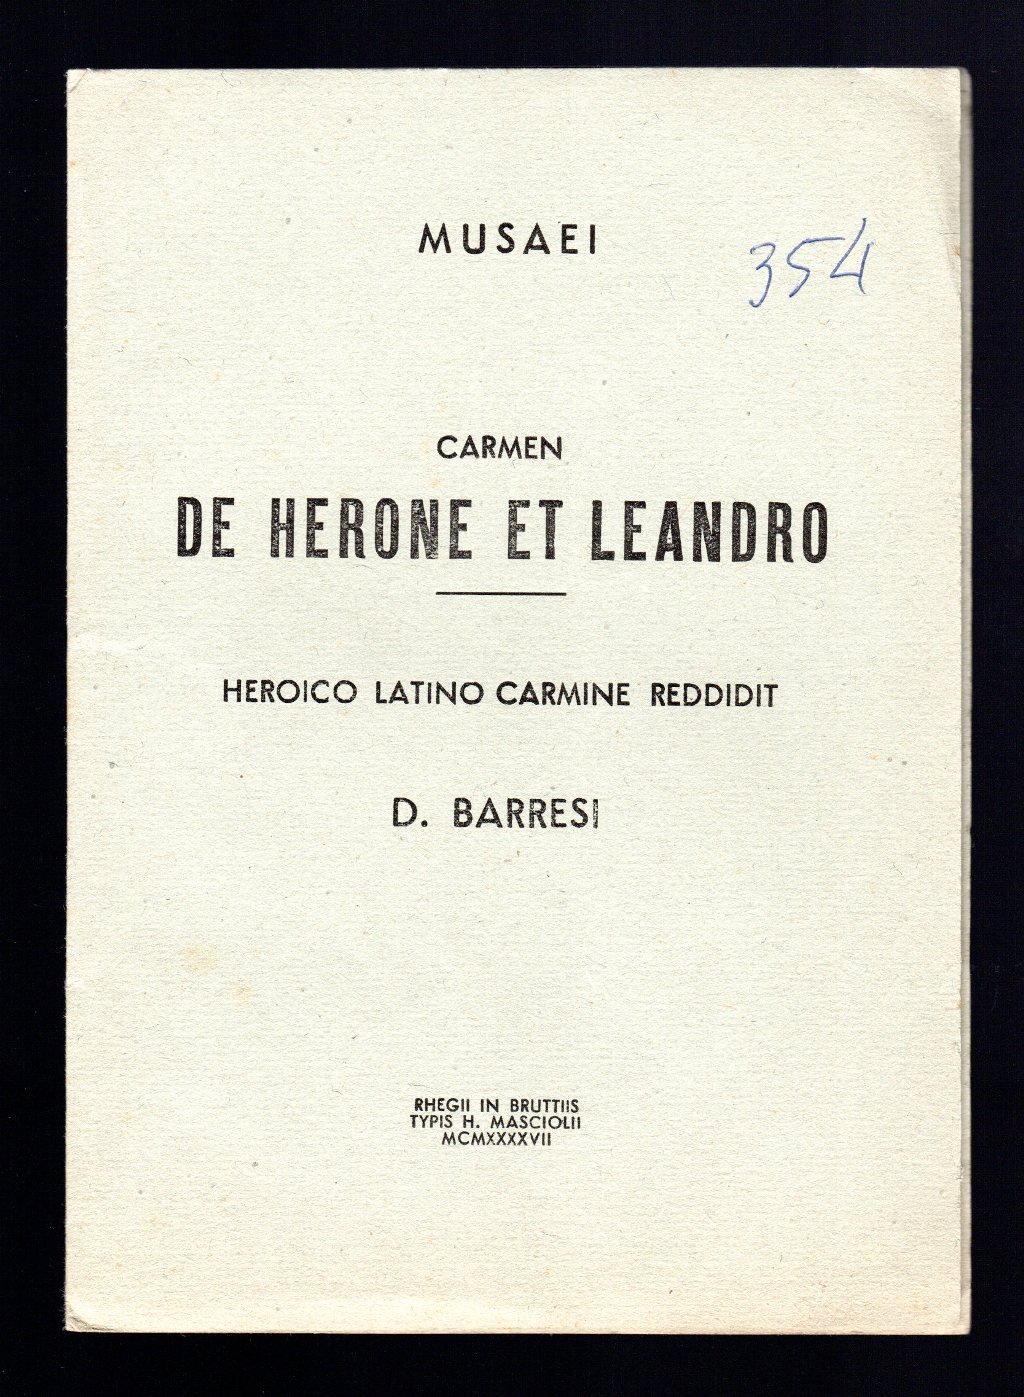 MUSAEI
354
CARMEN
DE HERONE ET LEANDRO
HEROICO LATINO CARMINE REDDIDIT
D. BARRESI
RHEGII IN BRUTTIIS
TYPIS H. MASCIOLII
MCMXXXXVII